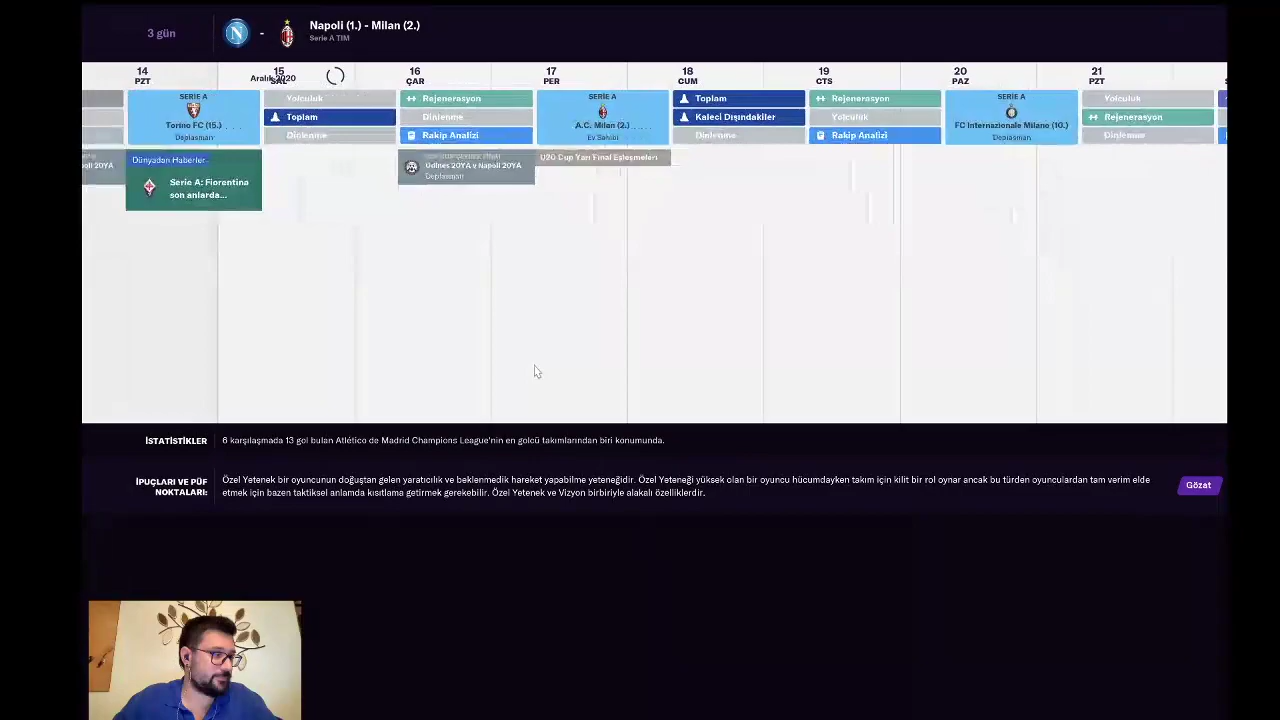 3 gün
Napoli (1.) - Milan (2.)
Serie A TIM
14
PZT
15
SAL
Aralık 2020
16
ÇAR
17
PER
18
CUM
19
CTS
20
PAZ
21
PZT
SERIE A
Torino FC (15.)
Deplasman
Yolculuk
Toplam
Dinlenme
Rejenerasyon
Dinlenme
Rakip Analizi
SERIE A
A.C. Milan (2.)
Ev Sahibi
Toplam
Kaleci Dışındakiler
Dinlenme
Rejenerasyon
Yolculuk
Rakip Analizi
SERIE A
FC Internazionale Milano (10.)
Deplasman
Yolculuk
Rejenerasyon
Dinlenme
20YA
Dünyadan Haberler
Serie A: Fiorentina
son anlarda...
Udines 20YA v Napoli 20YA
Deplasman
U20 Cup Yarı Final Eşleşmeleri
İSTATİSTİKLER
6 karşılaşmada 13 gol bulan Atlético de Madrid Champions League'nin en golcü takımlarından biri konumunda.
İPUÇLARI VE PÜF
NOKTALARI:
Özel Yetenek bir oyuncunun doğuştan gelen yaratıcılık ve beklenmedik hareket yapabilme yeteneğidir. Özel Yeteneği yüksek olan bir oyuncu hücumdayken takım için kilit bir rol oynar ancak bu türden oyunculardan tam verim elde
etmek için bazen taktiksel anlamda kısıtlama getirmek gerekebilir. Özel Yetenek ve Vizyon birbiriyle alakalı özelliklerdir.
Gözat